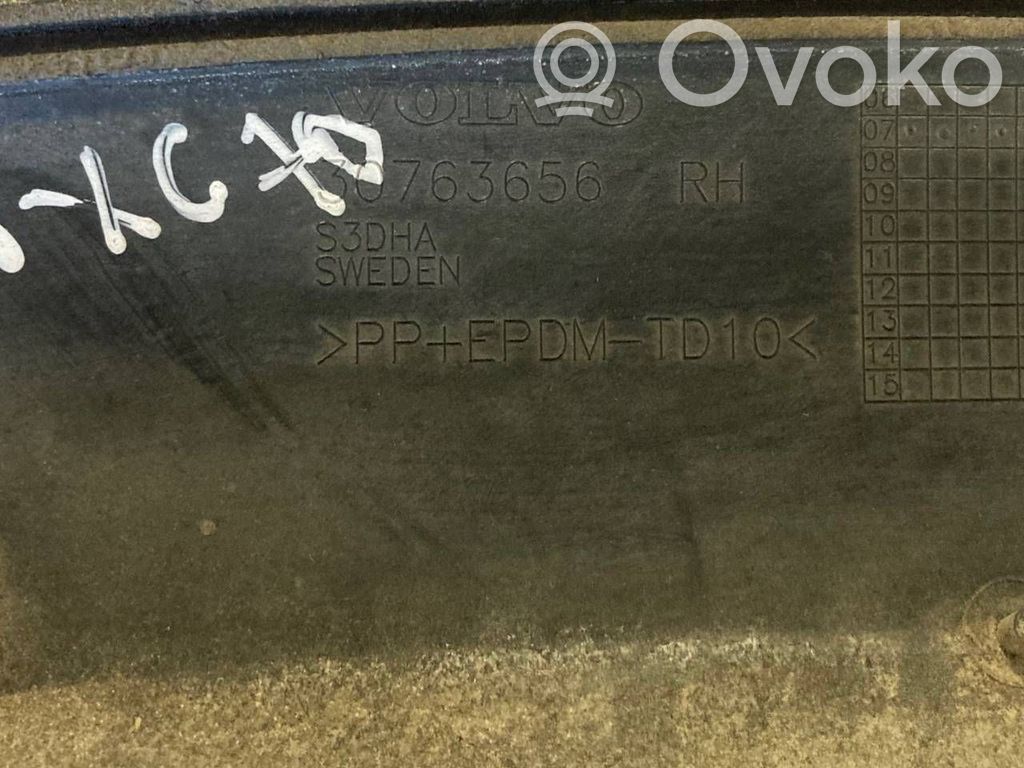 Ovoko
VOLVO
XC70
30763656 RH
S3DHA
SWEDEN
>PP+EPDM-TD10<
06
07
08
09
10
11
12
13
14
15